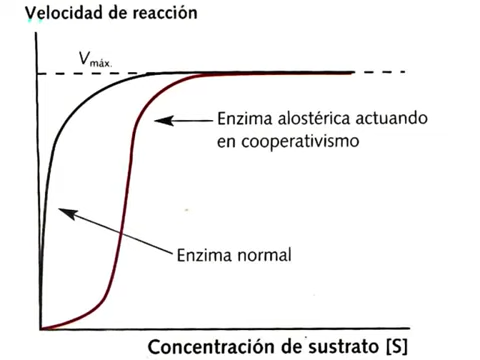 Velocidad de reacción
Vmáx.
Enzima alostérica actuando
en cooperativismo
Enzima normal
Concentración de sustrato [S]